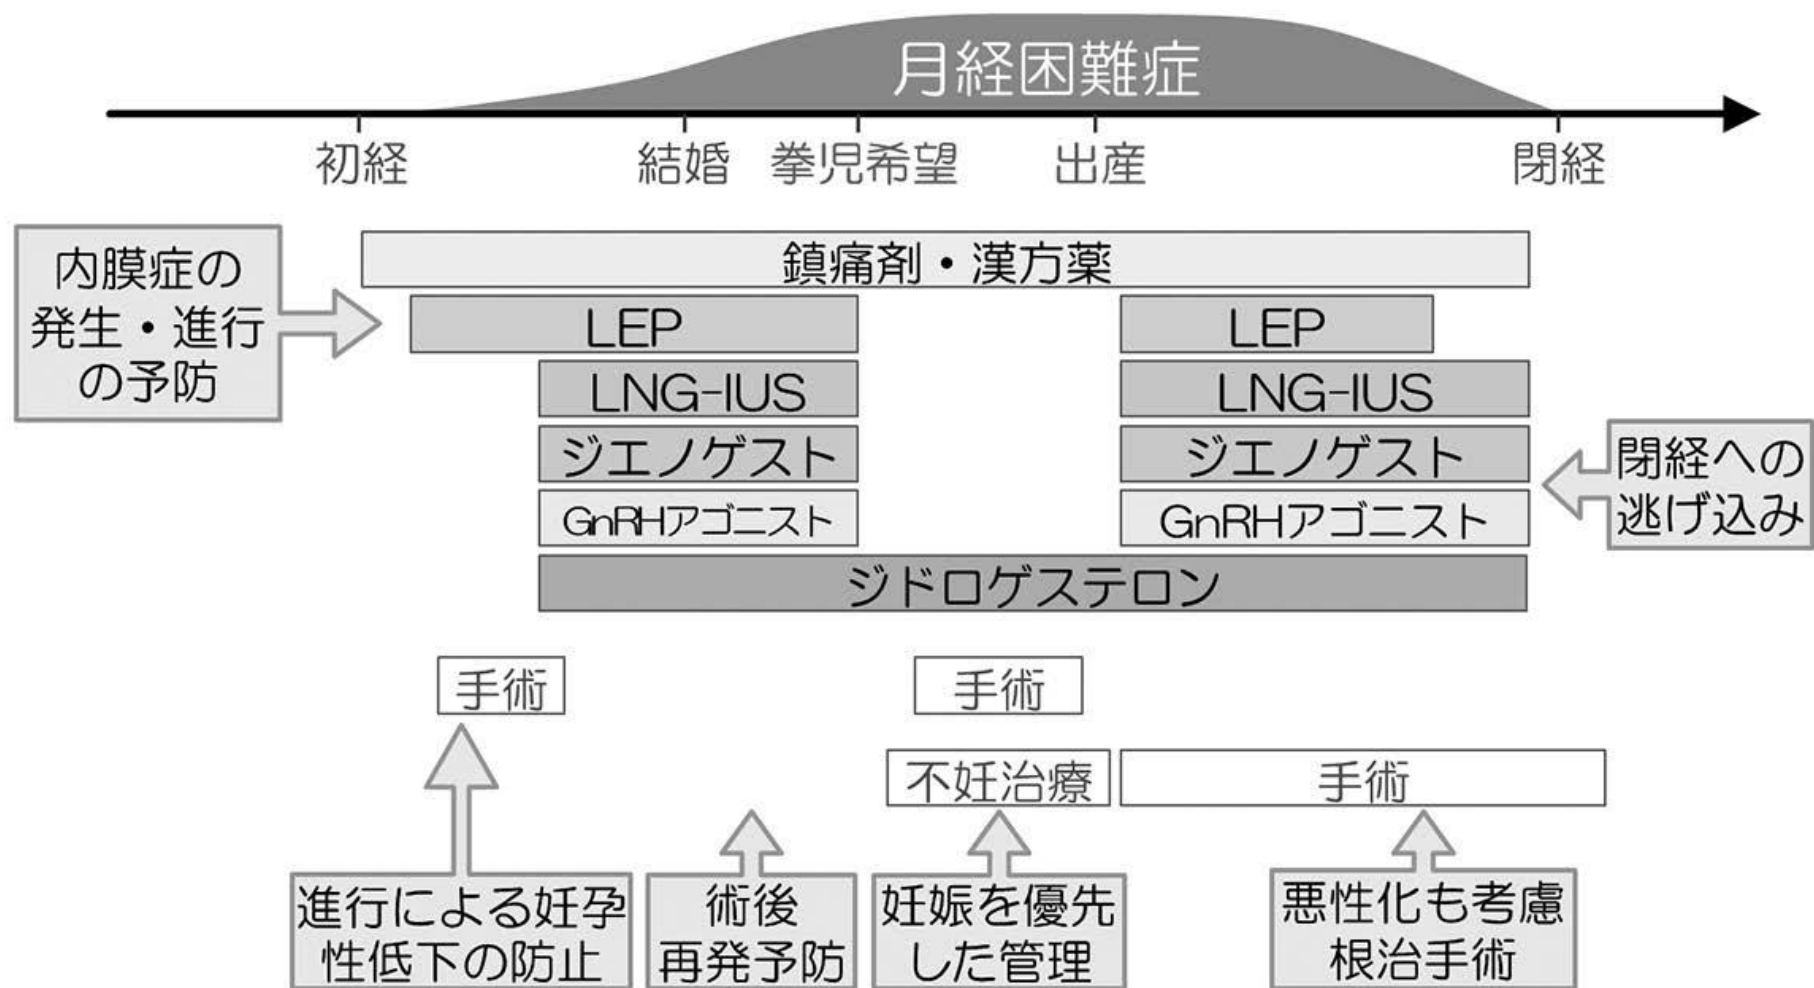 月経困難症
初経
結婚
拳児希望
出産
閉経
内膜症の
発生・進行
の予防
鎮痛剤・漢方薬
LEP
LEP
LNG-IUS
LNG-IUS
ジエノゲスト
ジエノゲスト
GnRHアゴニスト
GnRHアゴニスト
閉経への
逃げ込み
ジドロゲステロン
手術
手術
不妊治療
手術
進行による妊孕
性低下の防止
術後
再発予防
妊娠を優先
した管理
悪性化も考慮
根治手術